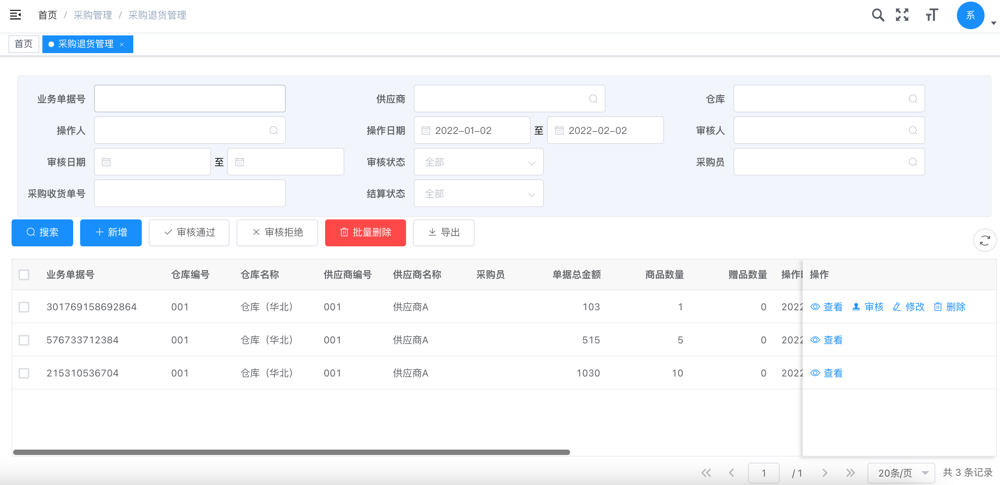 首页 / 采购管理 / 采购退货管理
系
首页
采购退货管理 ×
业务单据号 供应商 仓库
操作人 操作日期 2022-01-02 至 2022-02-02 审核人
审核日期 至 审核状态 全部 采购员
采购收货单号 结算状态 全部
搜索 新增 审核通过 审核拒绝 批量删除 导出
业务单据号 仓库编号 仓库名称 供应商编号 供应商名称 采购员 单据总金额 商品数量 赠品数量 操作 操作
301769158692864 001 仓库（华北） 001 供应商A 103 1 0 2022 查看 审核 修改 删除
576733712384 001 仓库（华北） 001 供应商A 515 5 0 2022 查看
215310536704 001 仓库（华北） 001 供应商A 1030 10 0 2022 查看
1 / 1 20条/页 共 3 条记录